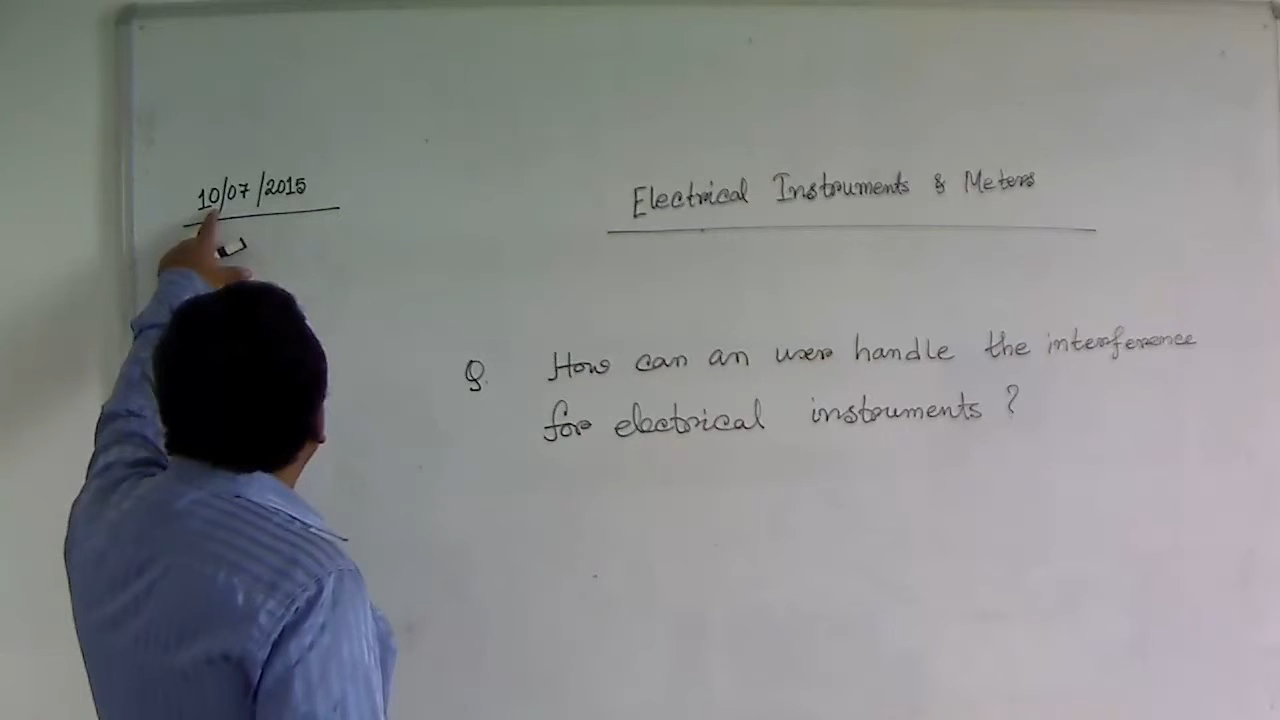 10/07/2015
Electrical Instruments & Meters
Q. How can an user handle the interference
for electrical instruments ?